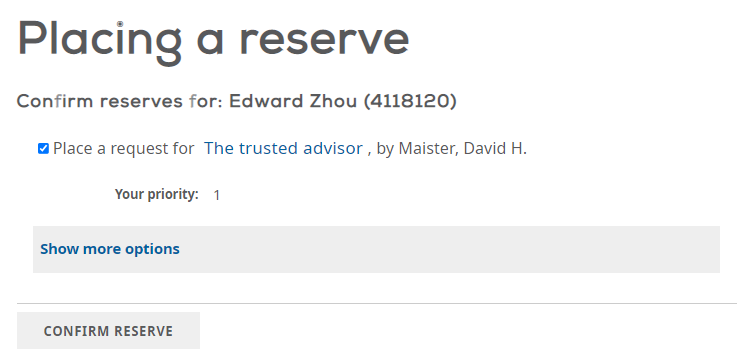 Placing a reserve
Confirm reserves for: Edward Zhou (4118120)
Place a request for The trusted advisor , by Maister, David H.
Your priority: 1
Show more options
CONFIRM RESERVE